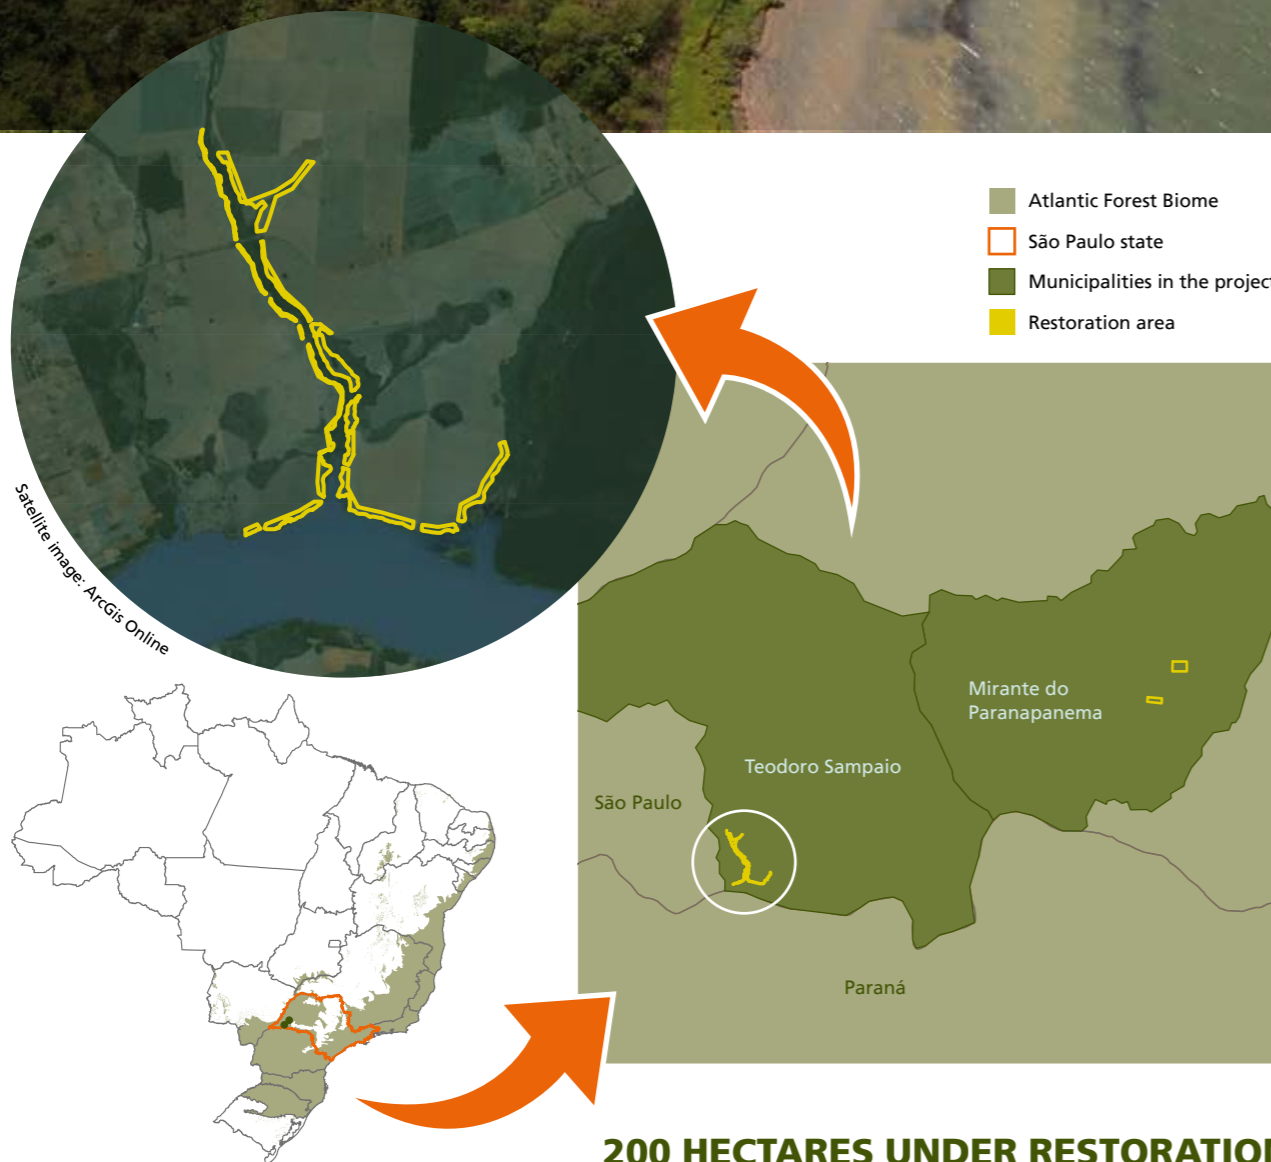 Atlantic Forest Biome
São Paulo state
Municipalities in the project
Restoration area
Satellite image: ArcGis Online
Mirante do
Paranapanema
Teodoro Sampaio
São Paulo
Paraná
200 HECTARES UNDER RESTORATION